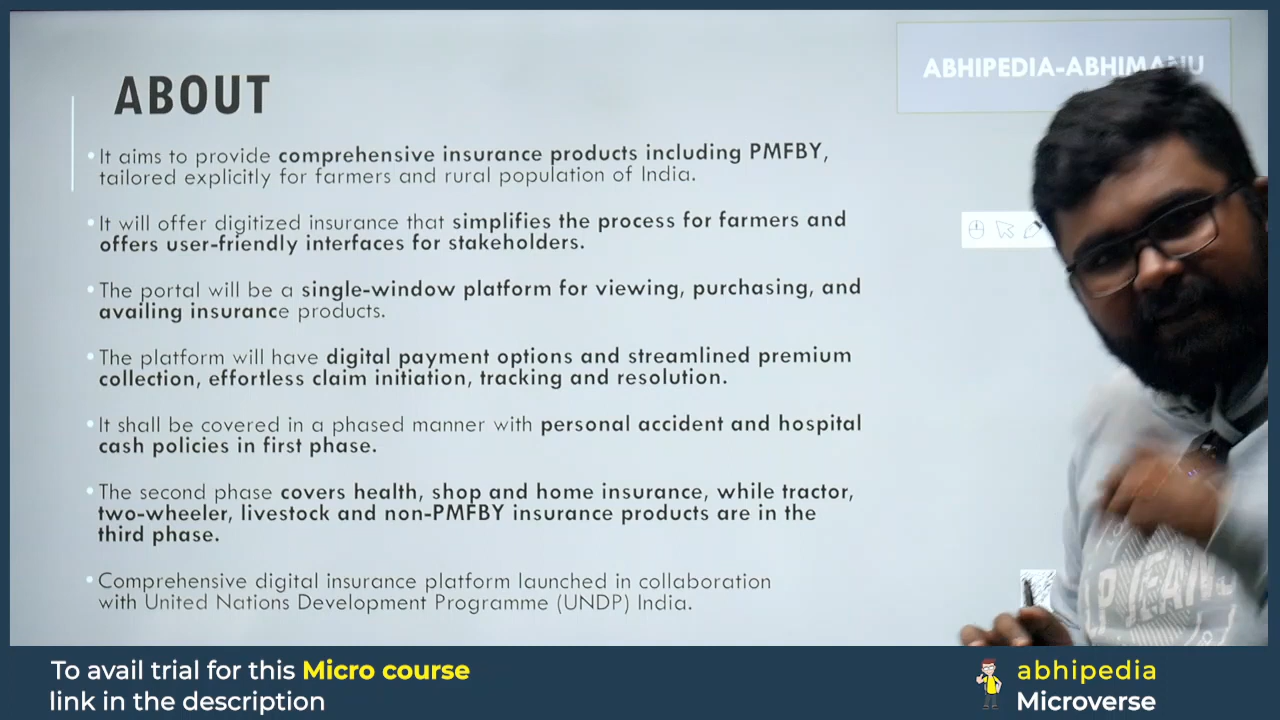 ABHIPEDIA-ABHIMANU
ABOUT
• It aims to provide comprehensive insurance products including PMFBY,
tailored explicitly for farmers and rural population of India.
• It will offer digitized insurance that simplifies the process for farmers and
offers user-friendly interfaces for stakeholders.
• The portal will be a single-window platform for viewing, purchasing, and
availing insurance products.
• The platform will have digital payment options and streamlined premium
collection, effortless claim initiation, tracking and resolution.
• It shall be covered in a phased manner with personal accident and hospital
cash policies in first phase.
• The second phase covers health, shop and home insurance, while tractor,
two-wheeler, livestock and non-PMFBY insurance products are in the
third phase.
• Comprehensive digital insurance platform launched in collaboration
with United Nations Development Programme (UNDP) India.
JEANS
To avail trial for this Micro course
link in the description
abhipedia
Microverse